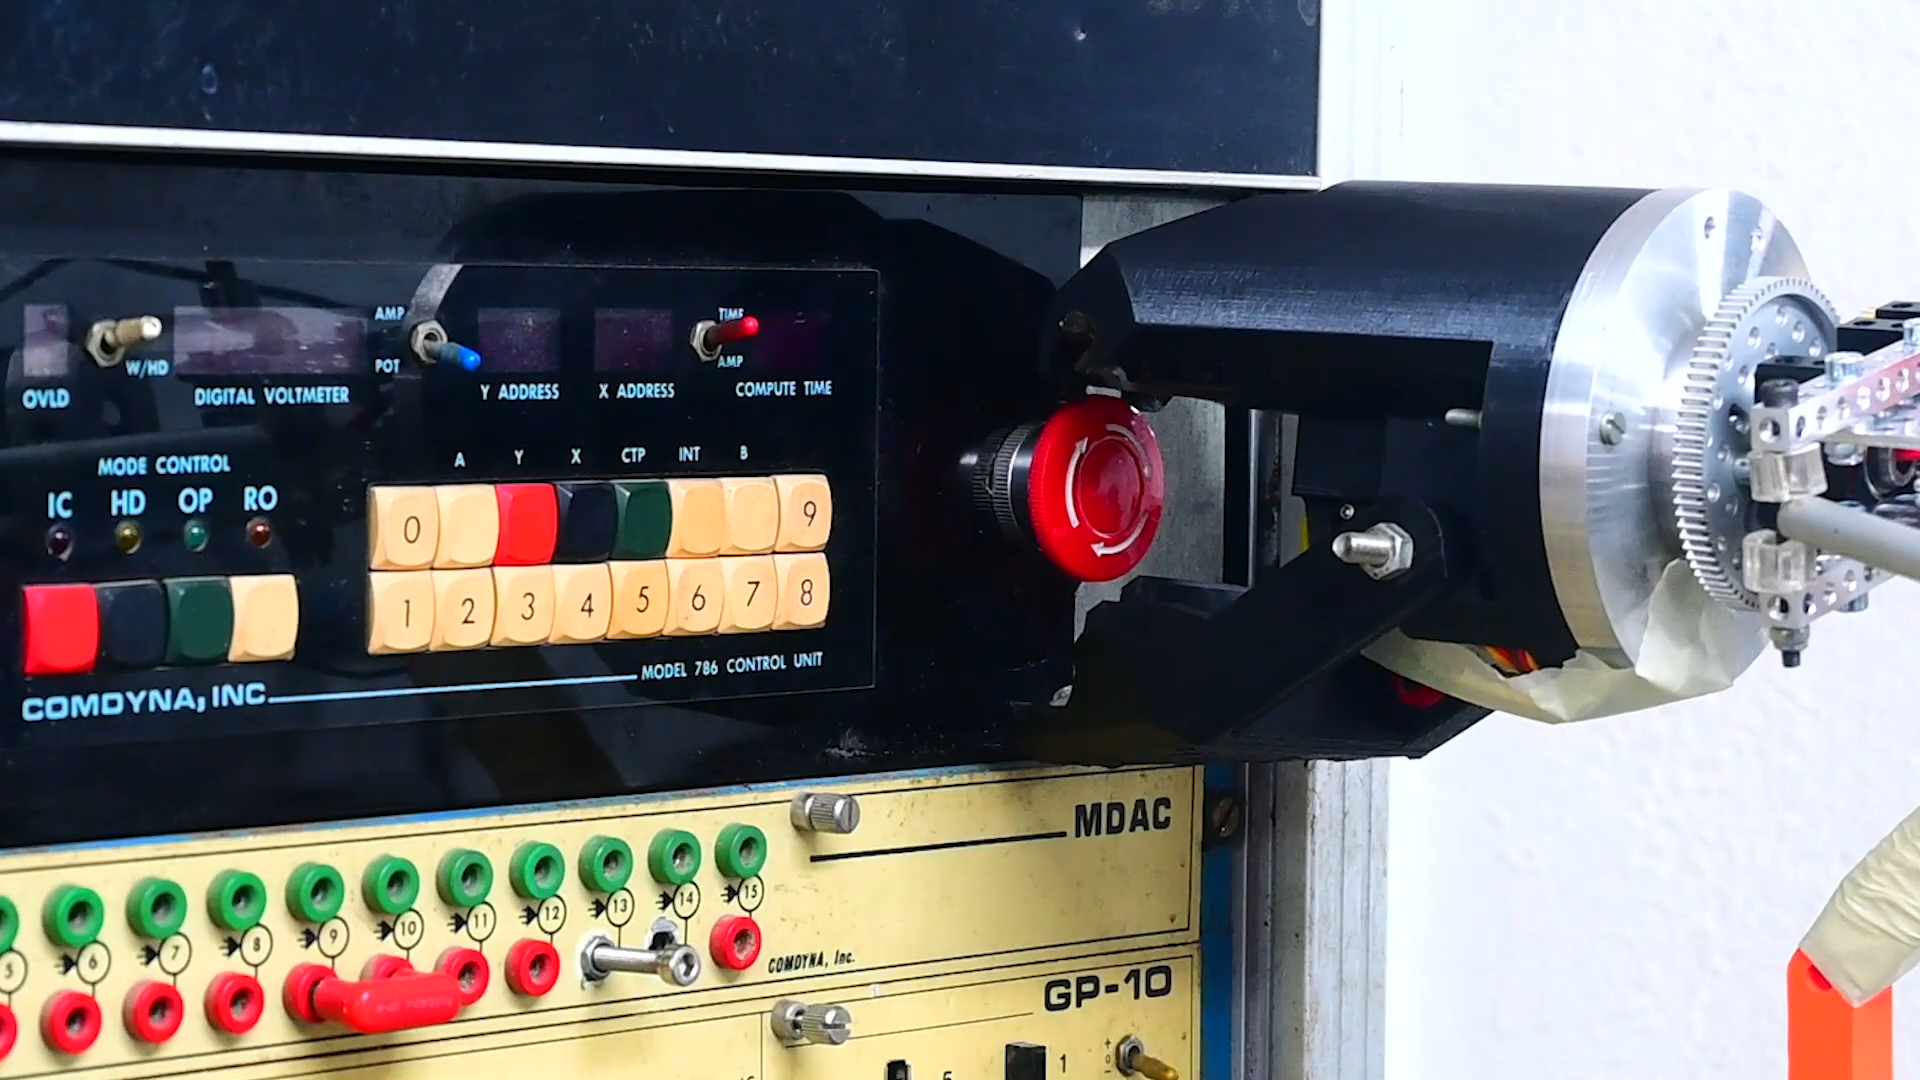 AMP
TIME
W/HD
POT
AMP
OVLD
DIGITAL VOLTMETER
Y ADDRESS
X ADDRESS
COMPUTE TIME
MODE CONTROL
IC HD OP RO
A Y X CTP INT B
0 9
1 2 3 4 5 6 7 8
MODEL 786 CONTROL UNIT
COMDYNA, INC
MDAC
5 6 7 8 9 10 11 12 13 14 15
COMDYNA, Inc.
GP-10
1